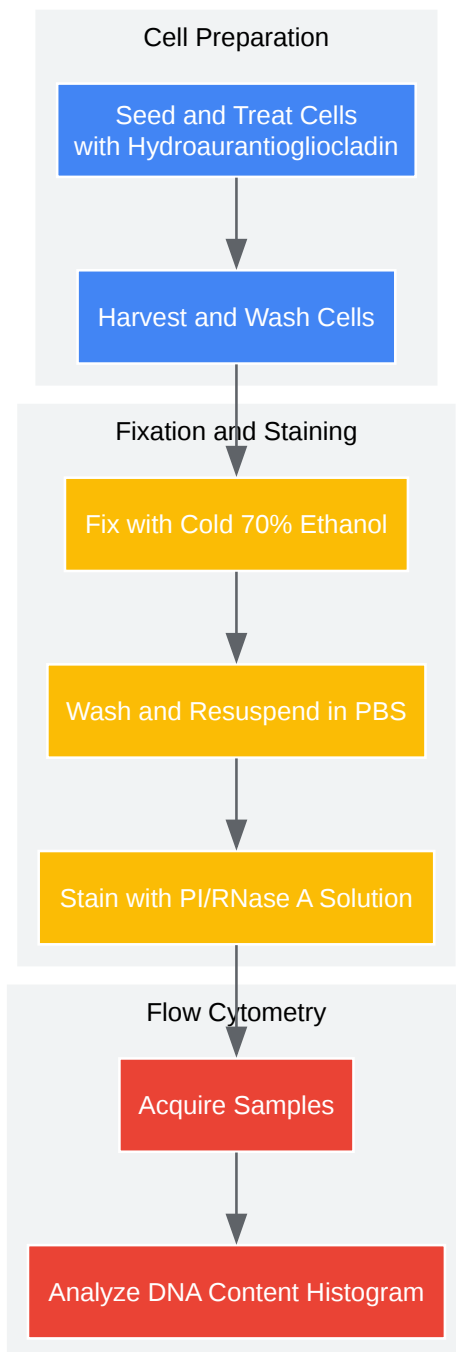 Cell Preparation
Seed and Treat Cells
with Hydroaurantiogliocladin
Harvest and Wash Cells
Fixation and Staining
Fix with Cold 70% Ethanol
Wash and Resuspend in PBS
Stain with PI/RNase A Solution
Flow Cytometry
Acquire Samples
Analyze DNA Content Histogram